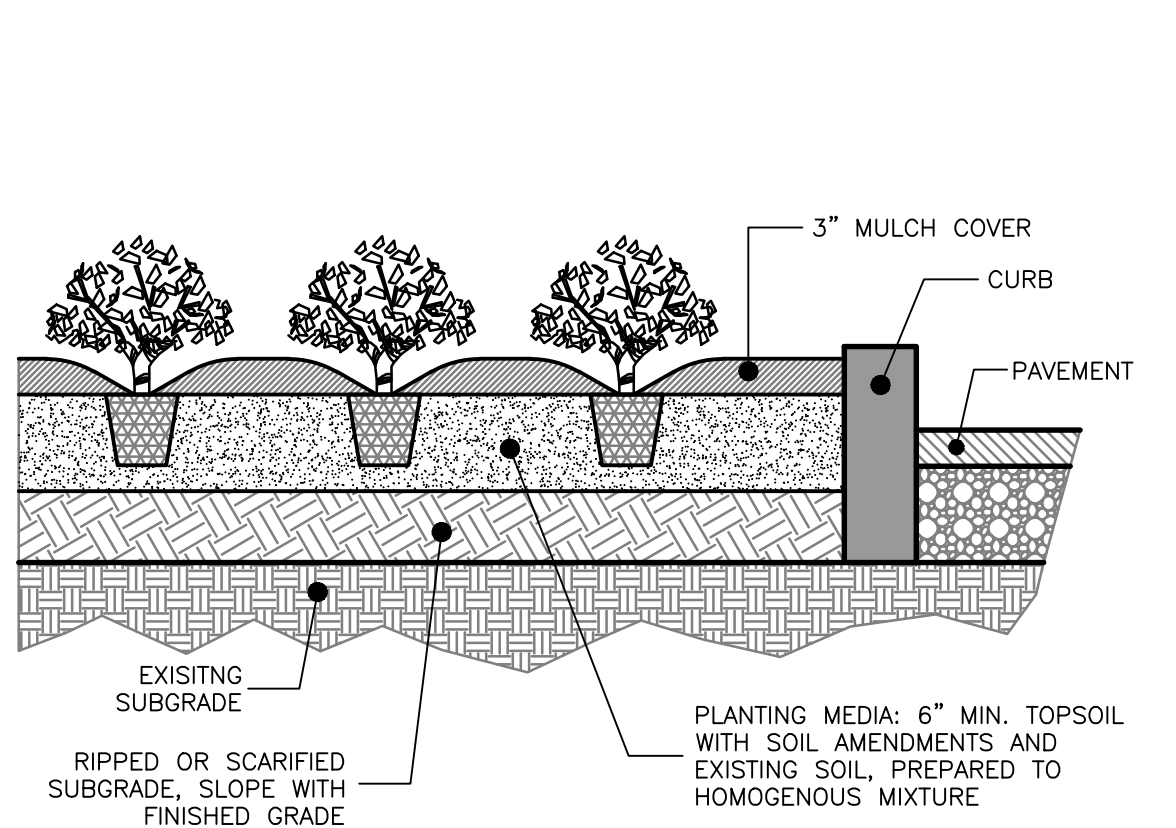 3” MULCH COVER
CURB
PAVEMENT
EXISITNG
SUBGRADE
RIPPED OR SCARIFIED
SUBGRADE, SLOPE WITH
FINISHED GRADE
PLANTING MEDIA: 6” MIN. TOPSOIL
WITH SOIL AMENDMENTS AND
EXISTING SOIL, PREPARED TO
HOMOGENOUS MIXTURE